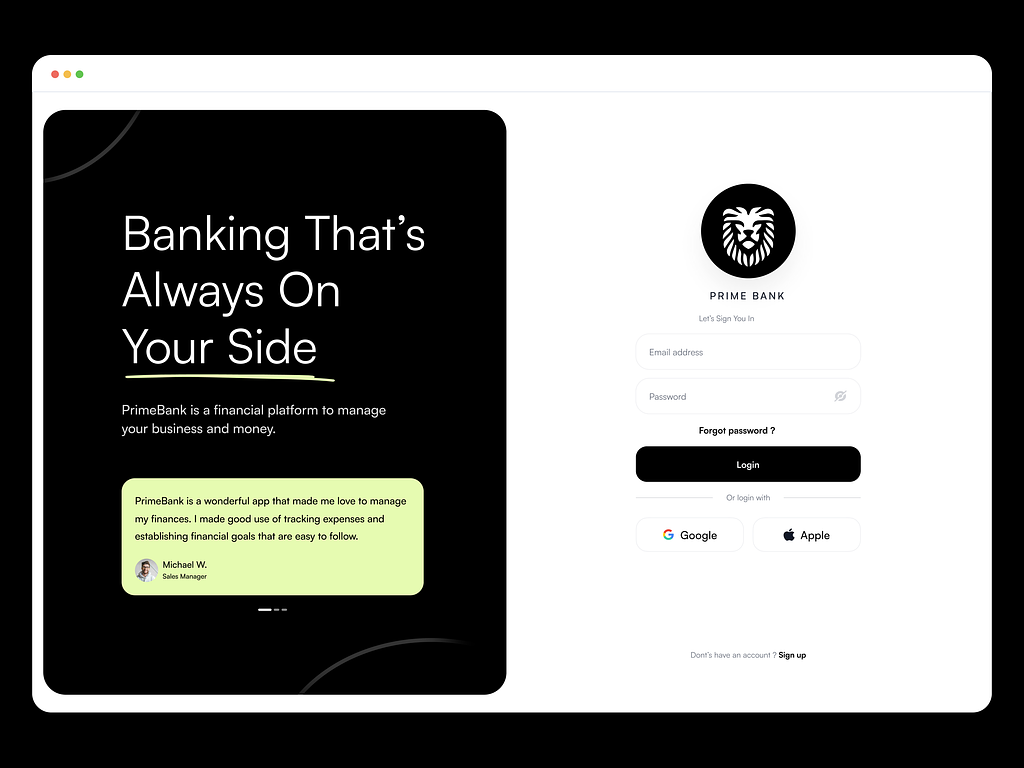 Banking That’s
Always On
Your Side
PrimeBank is a financial platform to manage
your business and money.
PrimeBank is a wonderful app that made me love to manage
my finances. I made good use of tracking expenses and
establishing financial goals that are easy to follow.
Michael W.
Sales Manager
PRIME BANK
Let's Sign You In
Email address
Password
Forgot password ?
Login
Or login with
Google
Apple
Dont's have an account ? Sign up